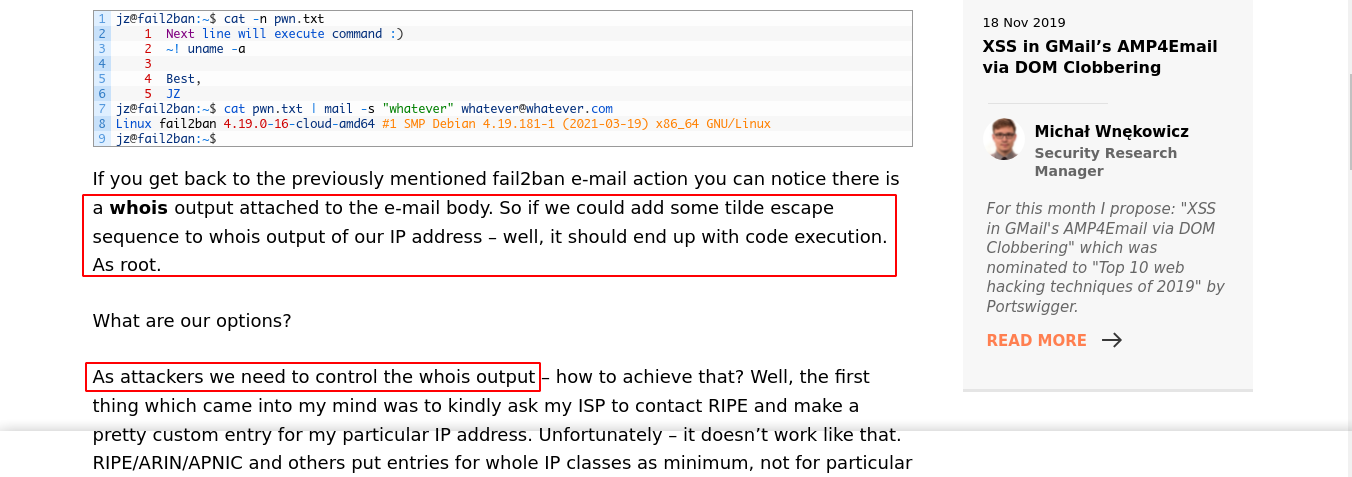 1 jz@fail2ban:~$ cat -n pwn.txt
2 1 Next line will execute command :)
3 2 ~! uname -a
4 3
5 4 Best,
6 5 JZ
7 jz@fail2ban:~$ cat pwn.txt | mail -s "whatever" whatever@whatever.com
8 Linux fail2ban 4.19.0-16-cloud-amd64 #1 SMP Debian 4.19.181-1 (2021-03-19) x86_64 GNU/Linux
9 jz@fail2ban:~$
If you get back to the previously mentioned fail2ban e-mail action you can notice there is
a whois output attached to the e-mail body. So if we could add some tilde escape
sequence to whois output of our IP address – well, it should end up with code execution.
As root.
What are our options?
As attackers we need to control the whois output – how to achieve that? Well, the first
thing which came into my mind was to kindly ask my ISP to contact RIPE and make a
pretty custom entry for my particular IP address. Unfortunately – it doesn’t work like that.
RIPE/ARIN/APNIC and others put entries for whole IP classes as minimum, not for particular
18 Nov 2019
XSS in GMail’s AMP4Email
via DOM Clobbering
Michał Wnękowicz
Security Research
Manager
For this month I propose: "XSS
in GMail's AMP4Email via DOM
Clobbering" which was
nominated to "Top 10 web
hacking techniques of 2019" by
Portswigger.
READ MORE